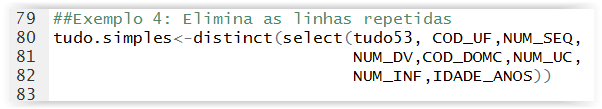 79 ##Exemplo 4: Elimina as linhas repetidas
80 tudo.simples<-distinct(select(tudo53, COD_UF,NUM_SEQ,
81 NUM_DV,COD_DOMC,NUM_UC,
82 NUM_INF,IDADE_ANOS))
83